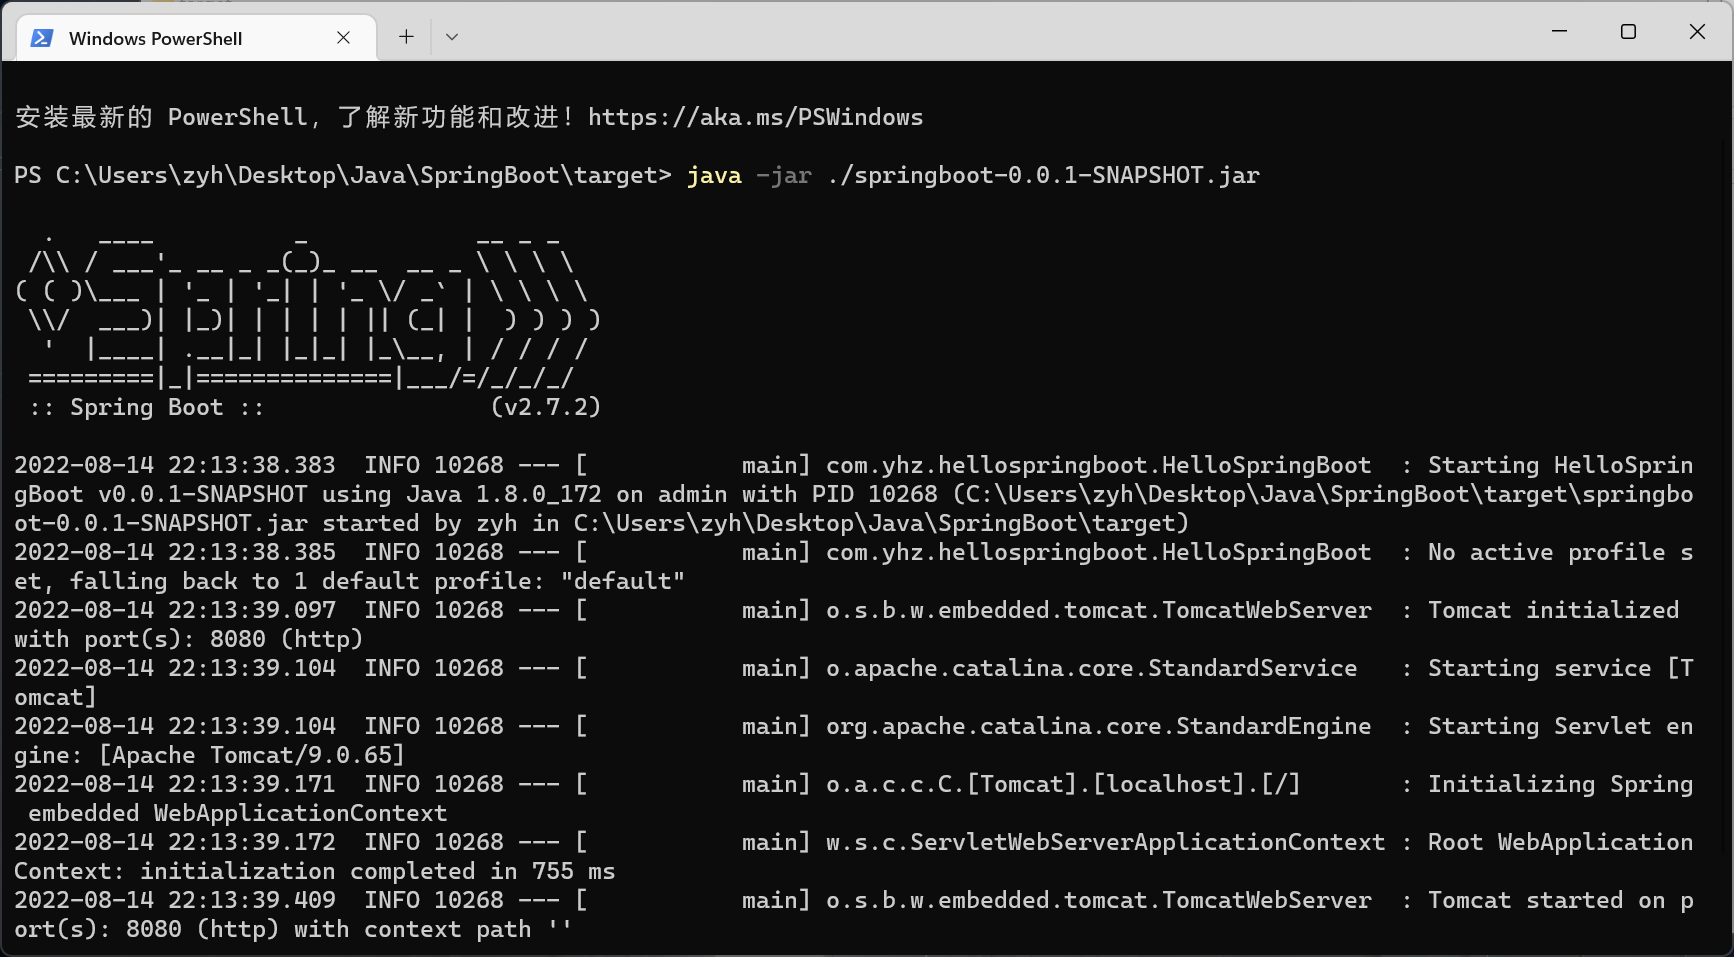 Windows PowerShell
安装最新的 PowerShell，了解新功能和改进！https://aka.ms/PSWindows
PS C:\Users\zyh\Desktop\Java\SpringBoot\target> java -jar ./springboot-0.0.1-SNAPSHOT.jar
  .   ____          _            __ _ _
 /\\ / ___'_ __ _ _(_)_ __  __ _ \ \ \ \
( ( )\___ | '_ | '_| | '_ \/ _` | \ \ \ \
 \\/  ___)| |_)| | | | | || (_| |  ) ) ) )
  '  |____| .__|_| |_|_| |_\__, | / / / /
 =========|_|==============|___/=/_/_/_/
 :: Spring Boot ::                (v2.7.2)
2022-08-14 22:13:38.383  INFO 10268 --- [           main] com.yhz.hellospringboot.HelloSpringBoot  : Starting HelloSprin
gBoot v0.0.1-SNAPSHOT using Java 1.8.0_172 on admin with PID 10268 (C:\Users\zyh\Desktop\Java\SpringBoot\target\springbo
ot-0.0.1-SNAPSHOT.jar started by zyh in C:\Users\zyh\Desktop\Java\SpringBoot\target)
2022-08-14 22:13:38.385  INFO 10268 --- [           main] com.yhz.hellospringboot.HelloSpringBoot  : No active profile s
et, falling back to 1 default profile: "default"
2022-08-14 22:13:39.097  INFO 10268 --- [           main] o.s.b.w.embedded.tomcat.TomcatWebServer  : Tomcat initialized
with port(s): 8080 (http)
2022-08-14 22:13:39.104  INFO 10268 --- [           main] o.apache.catalina.core.StandardService   : Starting service [T
omcat]
2022-08-14 22:13:39.104  INFO 10268 --- [           main] org.apache.catalina.core.StandardEngine  : Starting Servlet en
gine: [Apache Tomcat/9.0.65]
2022-08-14 22:13:39.171  INFO 10268 --- [           main] o.a.c.c.C.[Tomcat].[localhost].[/]       : Initializing Spring
 embedded WebApplicationContext
2022-08-14 22:13:39.172  INFO 10268 --- [           main] w.s.c.ServletWebServerApplicationContext : Root WebApplication
Context: initialization completed in 755 ms
2022-08-14 22:13:39.409  INFO 10268 --- [           main] o.s.b.w.embedded.tomcat.TomcatWebServer  : Tomcat started on p
ort(s): 8080 (http) with context path ''